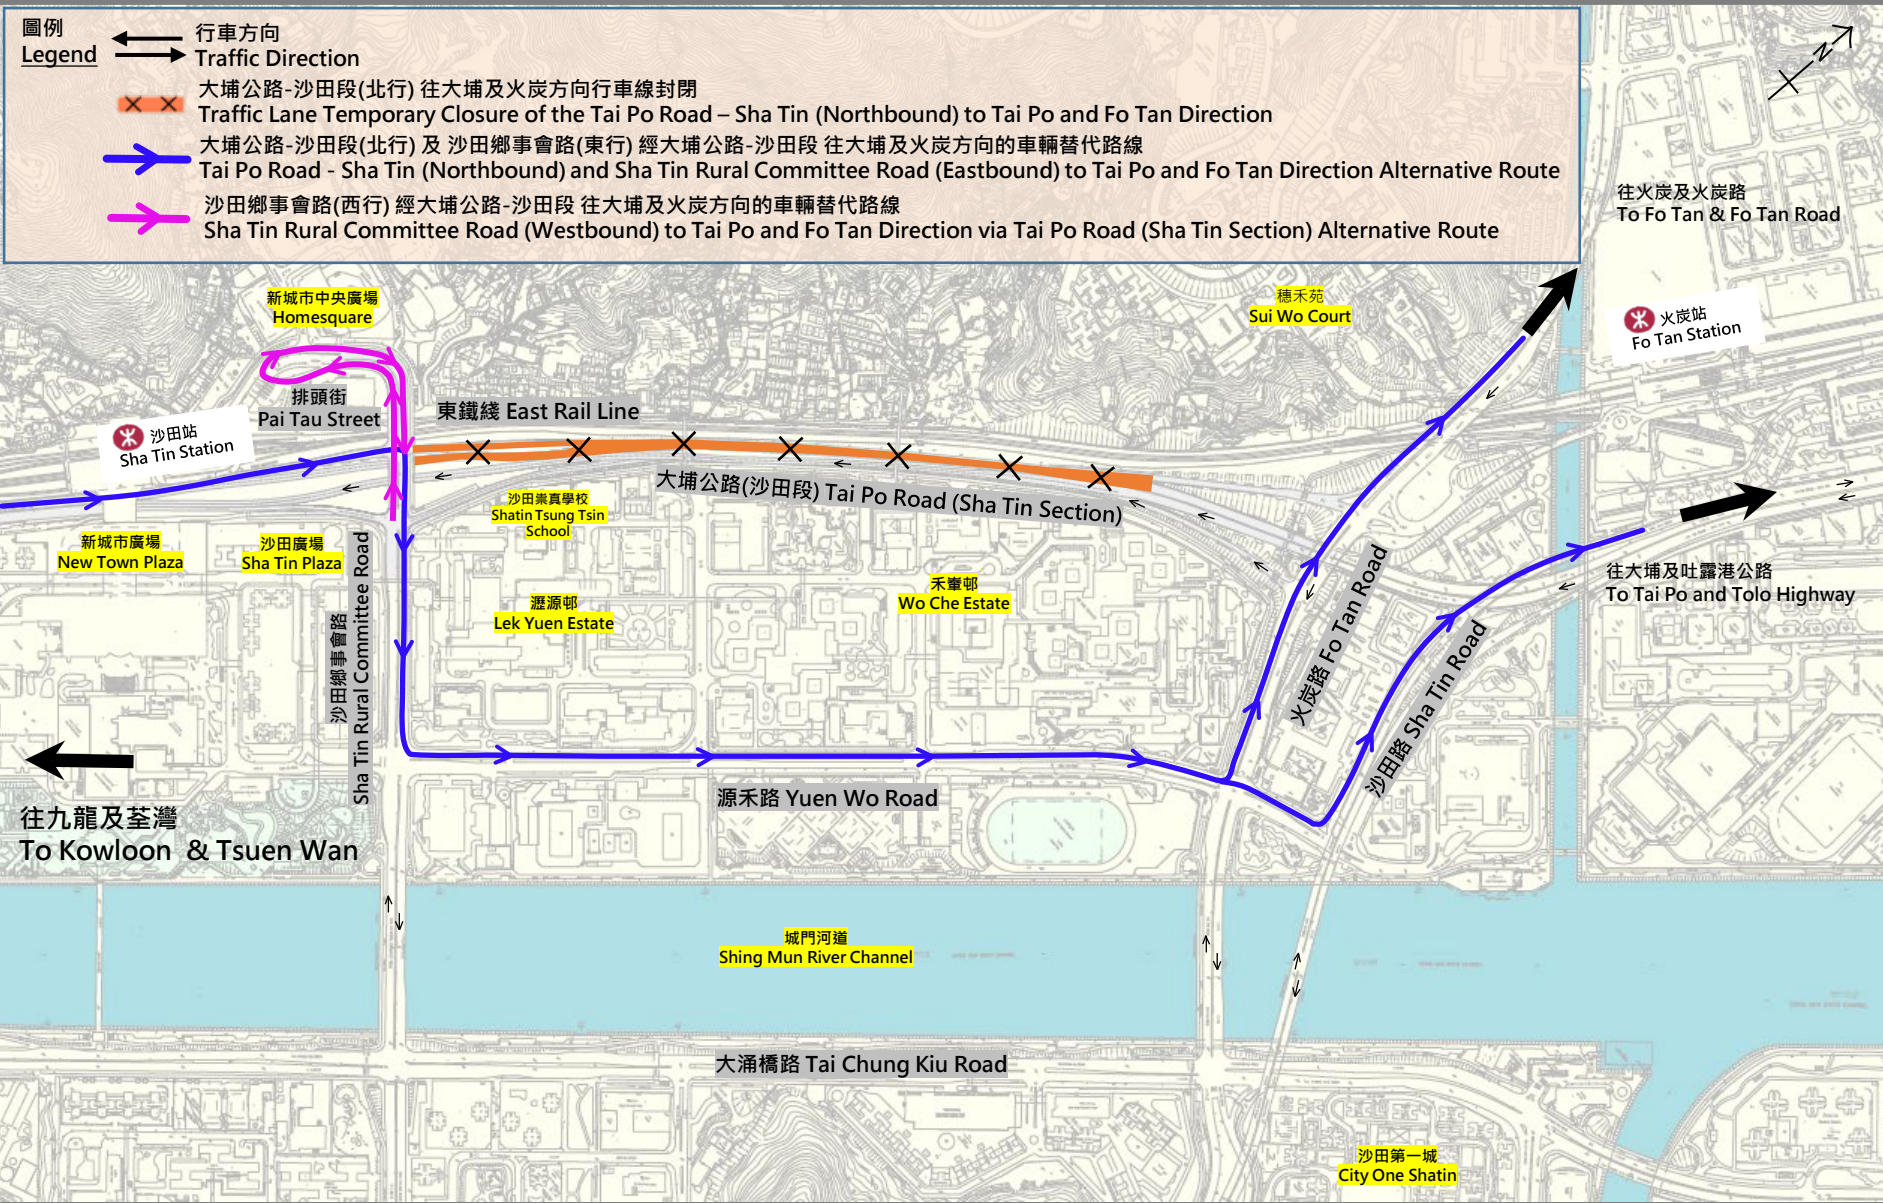 圖例
Legend
行車方向
Traffic Direction
大埔公路-沙田段(北行) 往大埔及火炭方向行車線封閉
Traffic Lane Temporary Closure of the Tai Po Road – Sha Tin (Northbound) to Tai Po and Fo Tan Direction
大埔公路-沙田段(北行) 及 沙田鄉事會路(東行) 經大埔公路-沙田段 往大埔及火炭方向的車輛替代路線
Tai Po Road - Sha Tin (Northbound) and Sha Tin Rural Committee Road (Eastbound) to Tai Po and Fo Tan Direction Alternative Route
沙田鄉事會路(西行) 經大埔公路-沙田段 往大埔及火炭方向的車輛替代路線
Sha Tin Rural Committee Road (Westbound) to Tai Po and Fo Tan Direction via Tai Po Road (Sha Tin Section) Alternative Route
N
往火炭及火炭路
To Fo Tan & Fo Tan Road
新城市中央廣場
Homesquare
穗禾苑
Sui Wo Court
火炭站
Fo Tan Station
排頭街
Pai Tau Street
東鐵綫 East Rail Line
沙田站
Sha Tin Station
大埔公路(沙田段) Tai Po Road (Sha Tin Section)
沙田崇真學校
Shatin Tsung Tsin
School
新城市廣場
New Town Plaza
沙田廣場
Sha Tin Plaza
沙田鄉事會路
Sha Tin Rural Committee Road
瀝源邨
Lek Yuen Estate
禾輋邨
Wo Che Estate
火炭路 Fo Tan Road
沙田路 Sha Tin Road
往大埔及吐露港公路
To Tai Po and Tolo Highway
往九龍及荃灣
To Kowloon & Tsuen Wan
源禾路 Yuen Wo Road
城門河道
Shing Mun River Channel
大涌橋路 Tai Chung Kiu Road
沙田第一城
City One Shatin